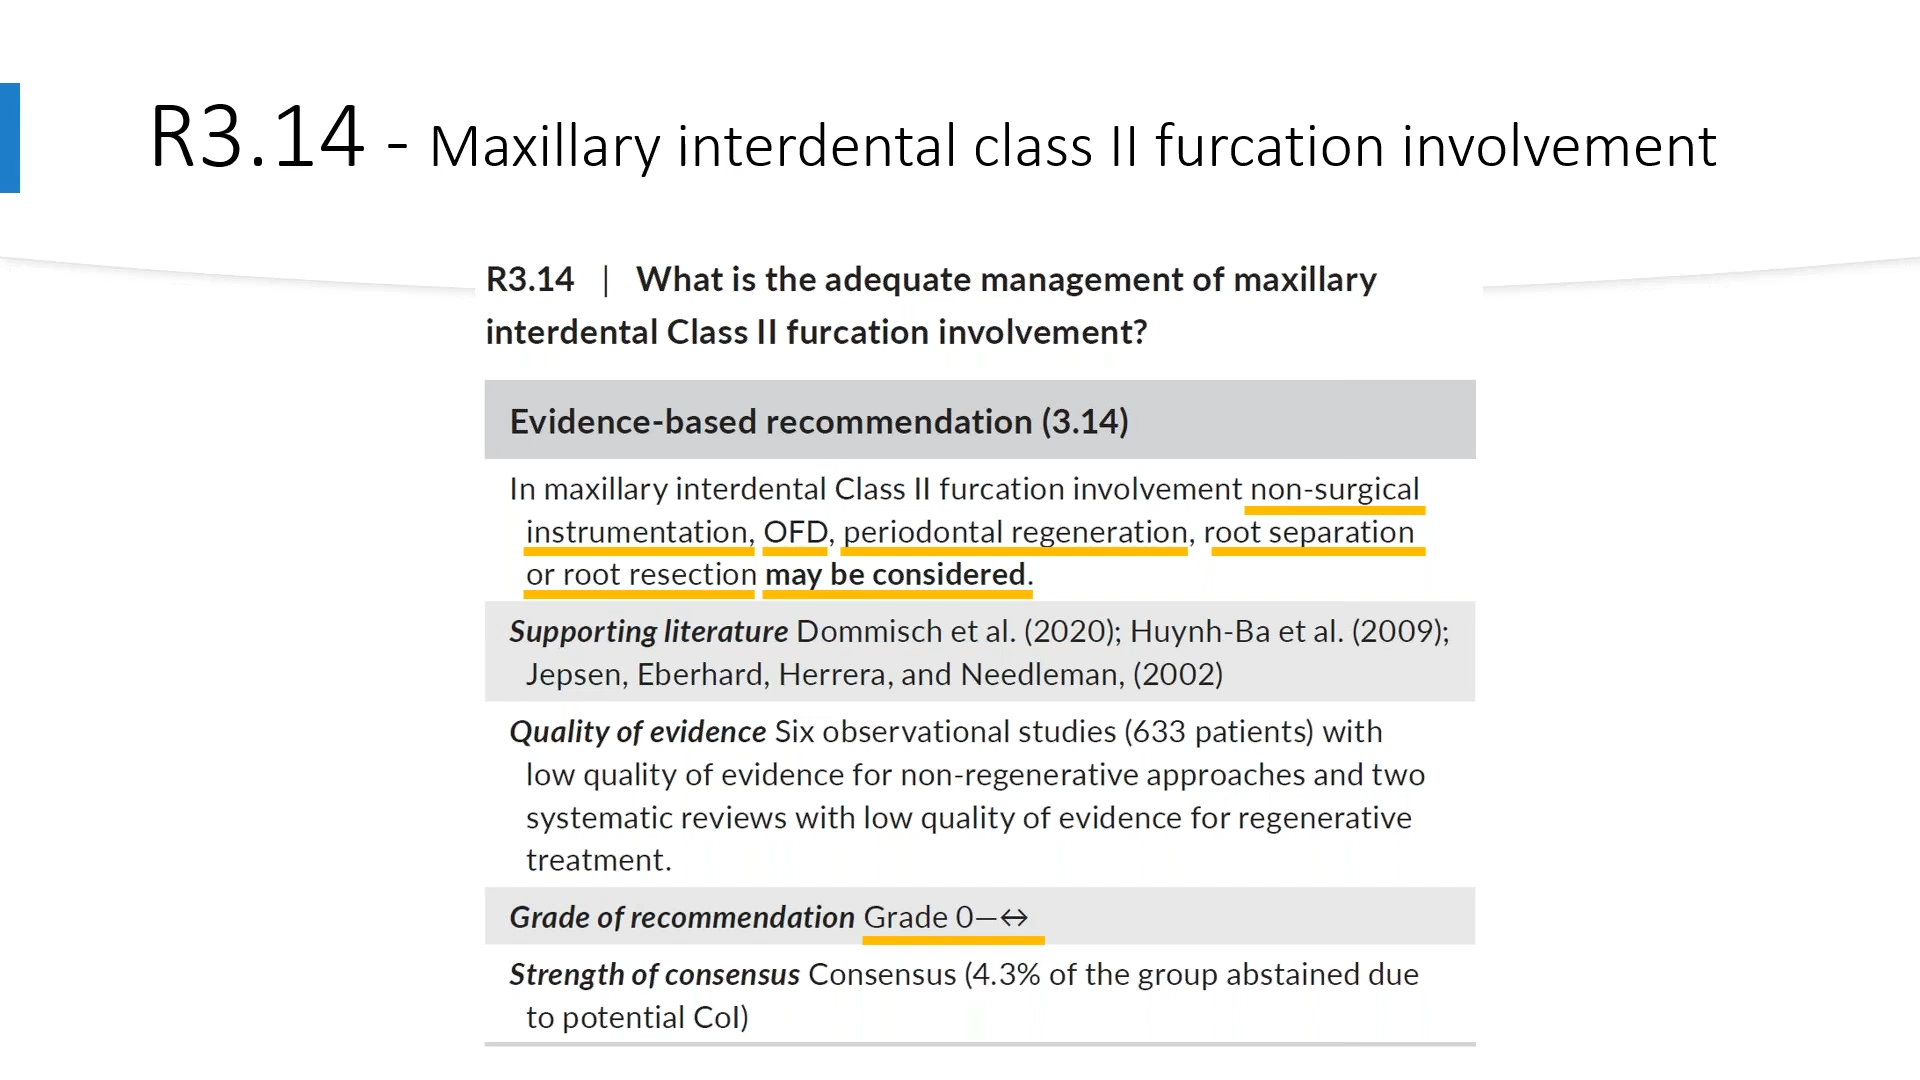 R3.14 - Maxillary interdental class II furcation involvement
R3.14 | What is the adequate management of maxillary
interdental Class II furcation involvement?
Evidence-based recommendation (3.14)
In maxillary interdental Class II furcation involvement non-surgical
instrumentation, OFD, periodontal regeneration, root separation
or root resection may be considered.
Supporting literature Dommisch et al. (2020); Huynh-Ba et al. (2009);
Jepsen, Eberhard, Herrera, and Needleman, (2002)
Quality of evidence Six observational studies (633 patients) with
low quality of evidence for non-regenerative approaches and two
systematic reviews with low quality of evidence for regenerative
treatment.
Grade of recommendation Grade 0—↔
Strength of consensus Consensus (4.3% of the group abstained due
to potential CoI)